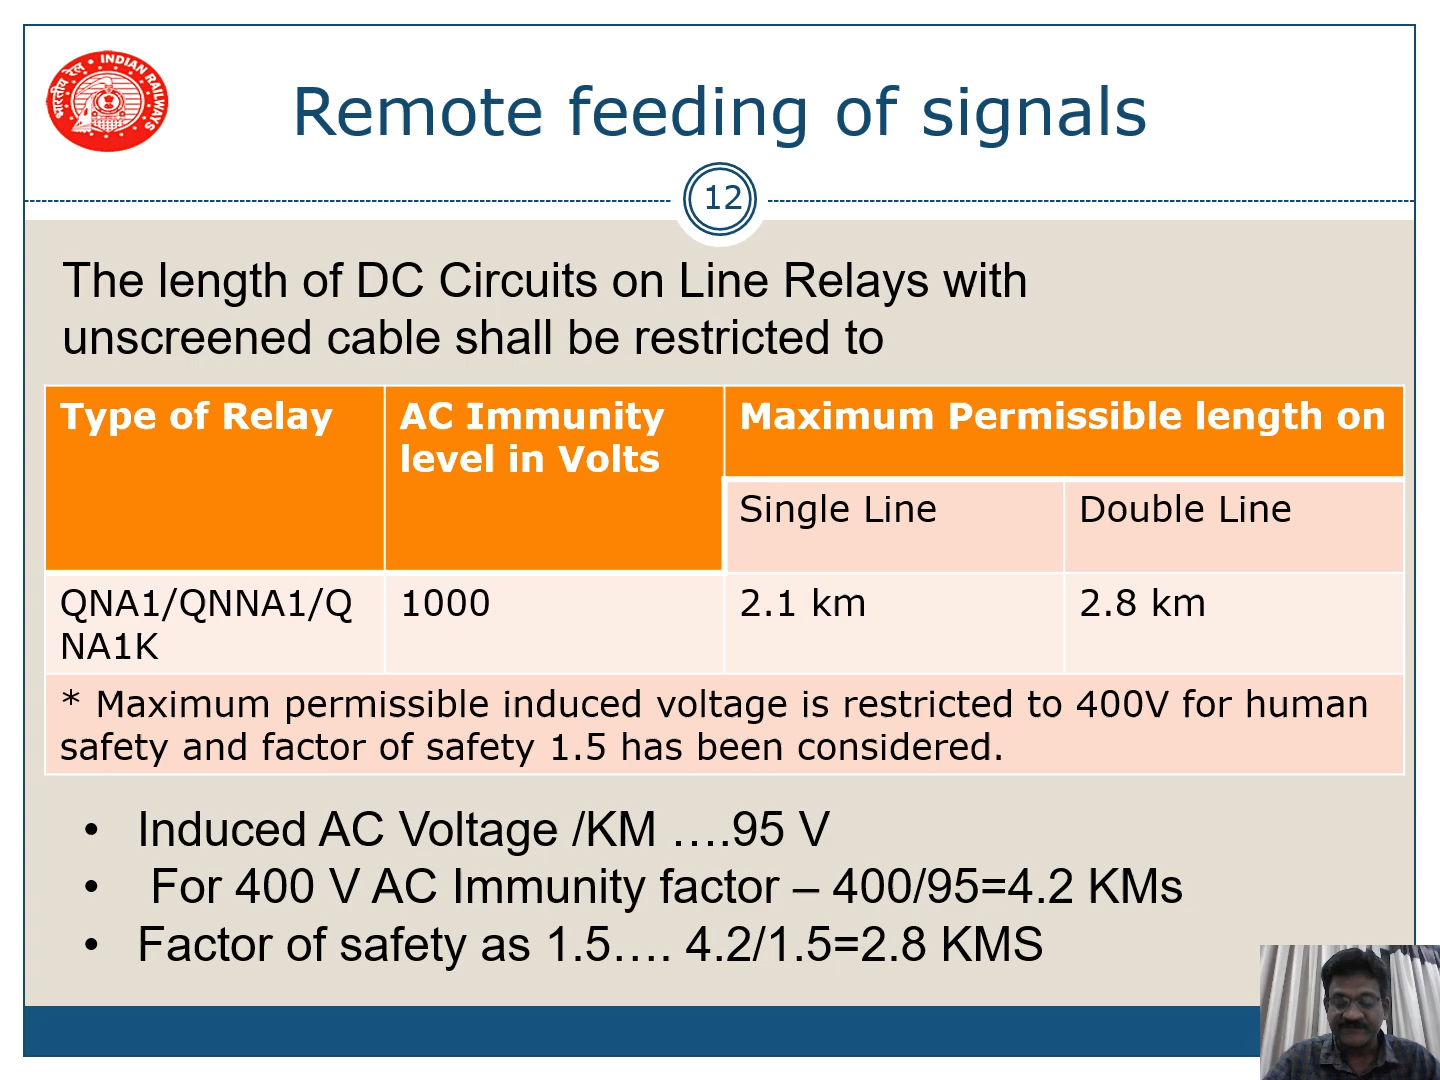 भारतीय रेल INDIAN RAILWAYS
Remote feeding of signals
12
The length of DC Circuits on Line Relays with
unscreened cable shall be restricted to
Type of Relay
AC Immunity
level in Volts
Maximum Permissible length on
Single Line
Double Line
QNA1/QNNA1/Q
NA1K
1000
2.1 km
2.8 km
* Maximum permissible induced voltage is restricted to 400V for human
safety and factor of safety 1.5 has been considered.
• Induced AC Voltage /KM ….95 V
• For 400 V AC Immunity factor – 400/95=4.2 KMs
• Factor of safety as 1.5…. 4.2/1.5=2.8 KMS